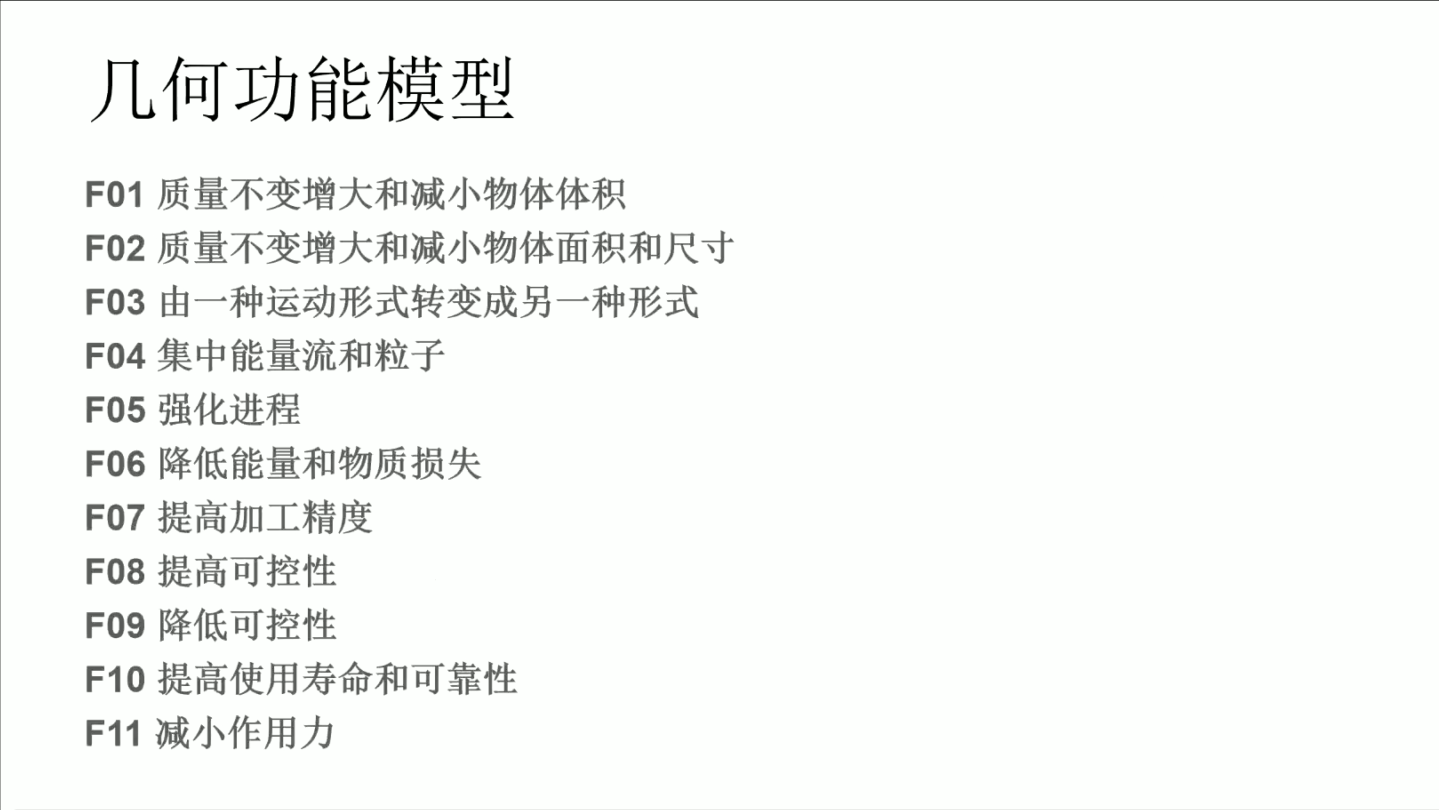 几何功能模型
F01 质量不变增大和减小物体体积
F02 质量不变增大和减小物体面积和尺寸
F03 由一种运动形式转变成另一种形式
F04 集中能量流和粒子
F05 强化进程
F06 降低能量和物质损失
F07 提高加工精度
F08 提高可控性
F09 降低可控性
F10 提高使用寿命和可靠性
F11 减小作用力